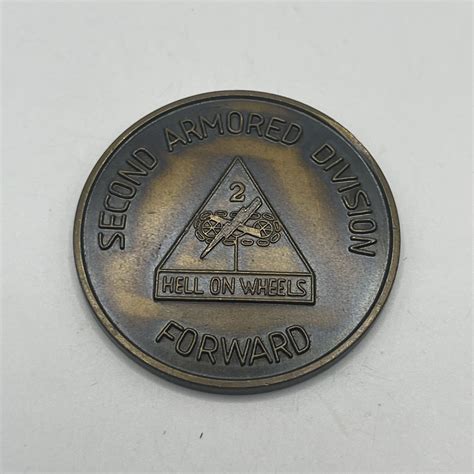 SECOND ARMORED DIVISION
2
HELL ON WHEELS
FORWARD